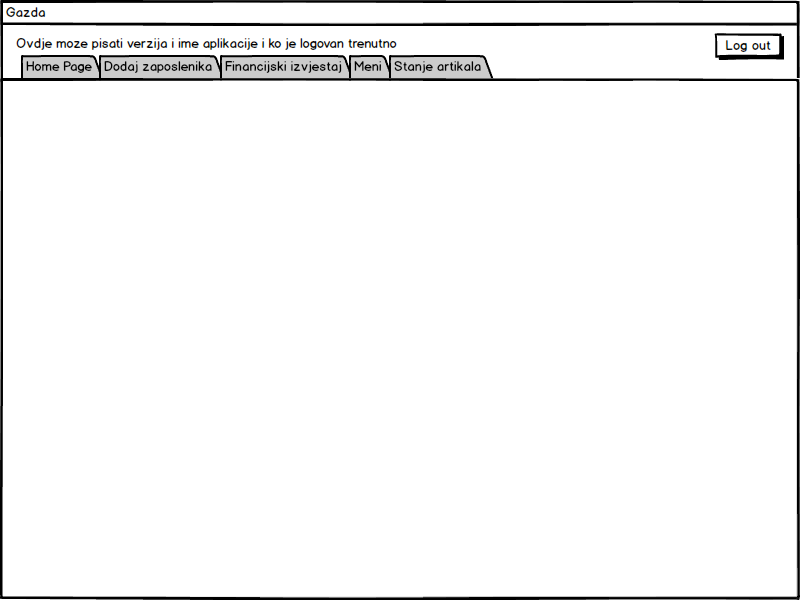 Gazda
Ovdje moze pisati verzija i ime aplikacije i ko je logovan trenutno
Log out
Home Page
Dodaj zaposlenika
Financijski izvjestaj
Meni
Stanje artikala